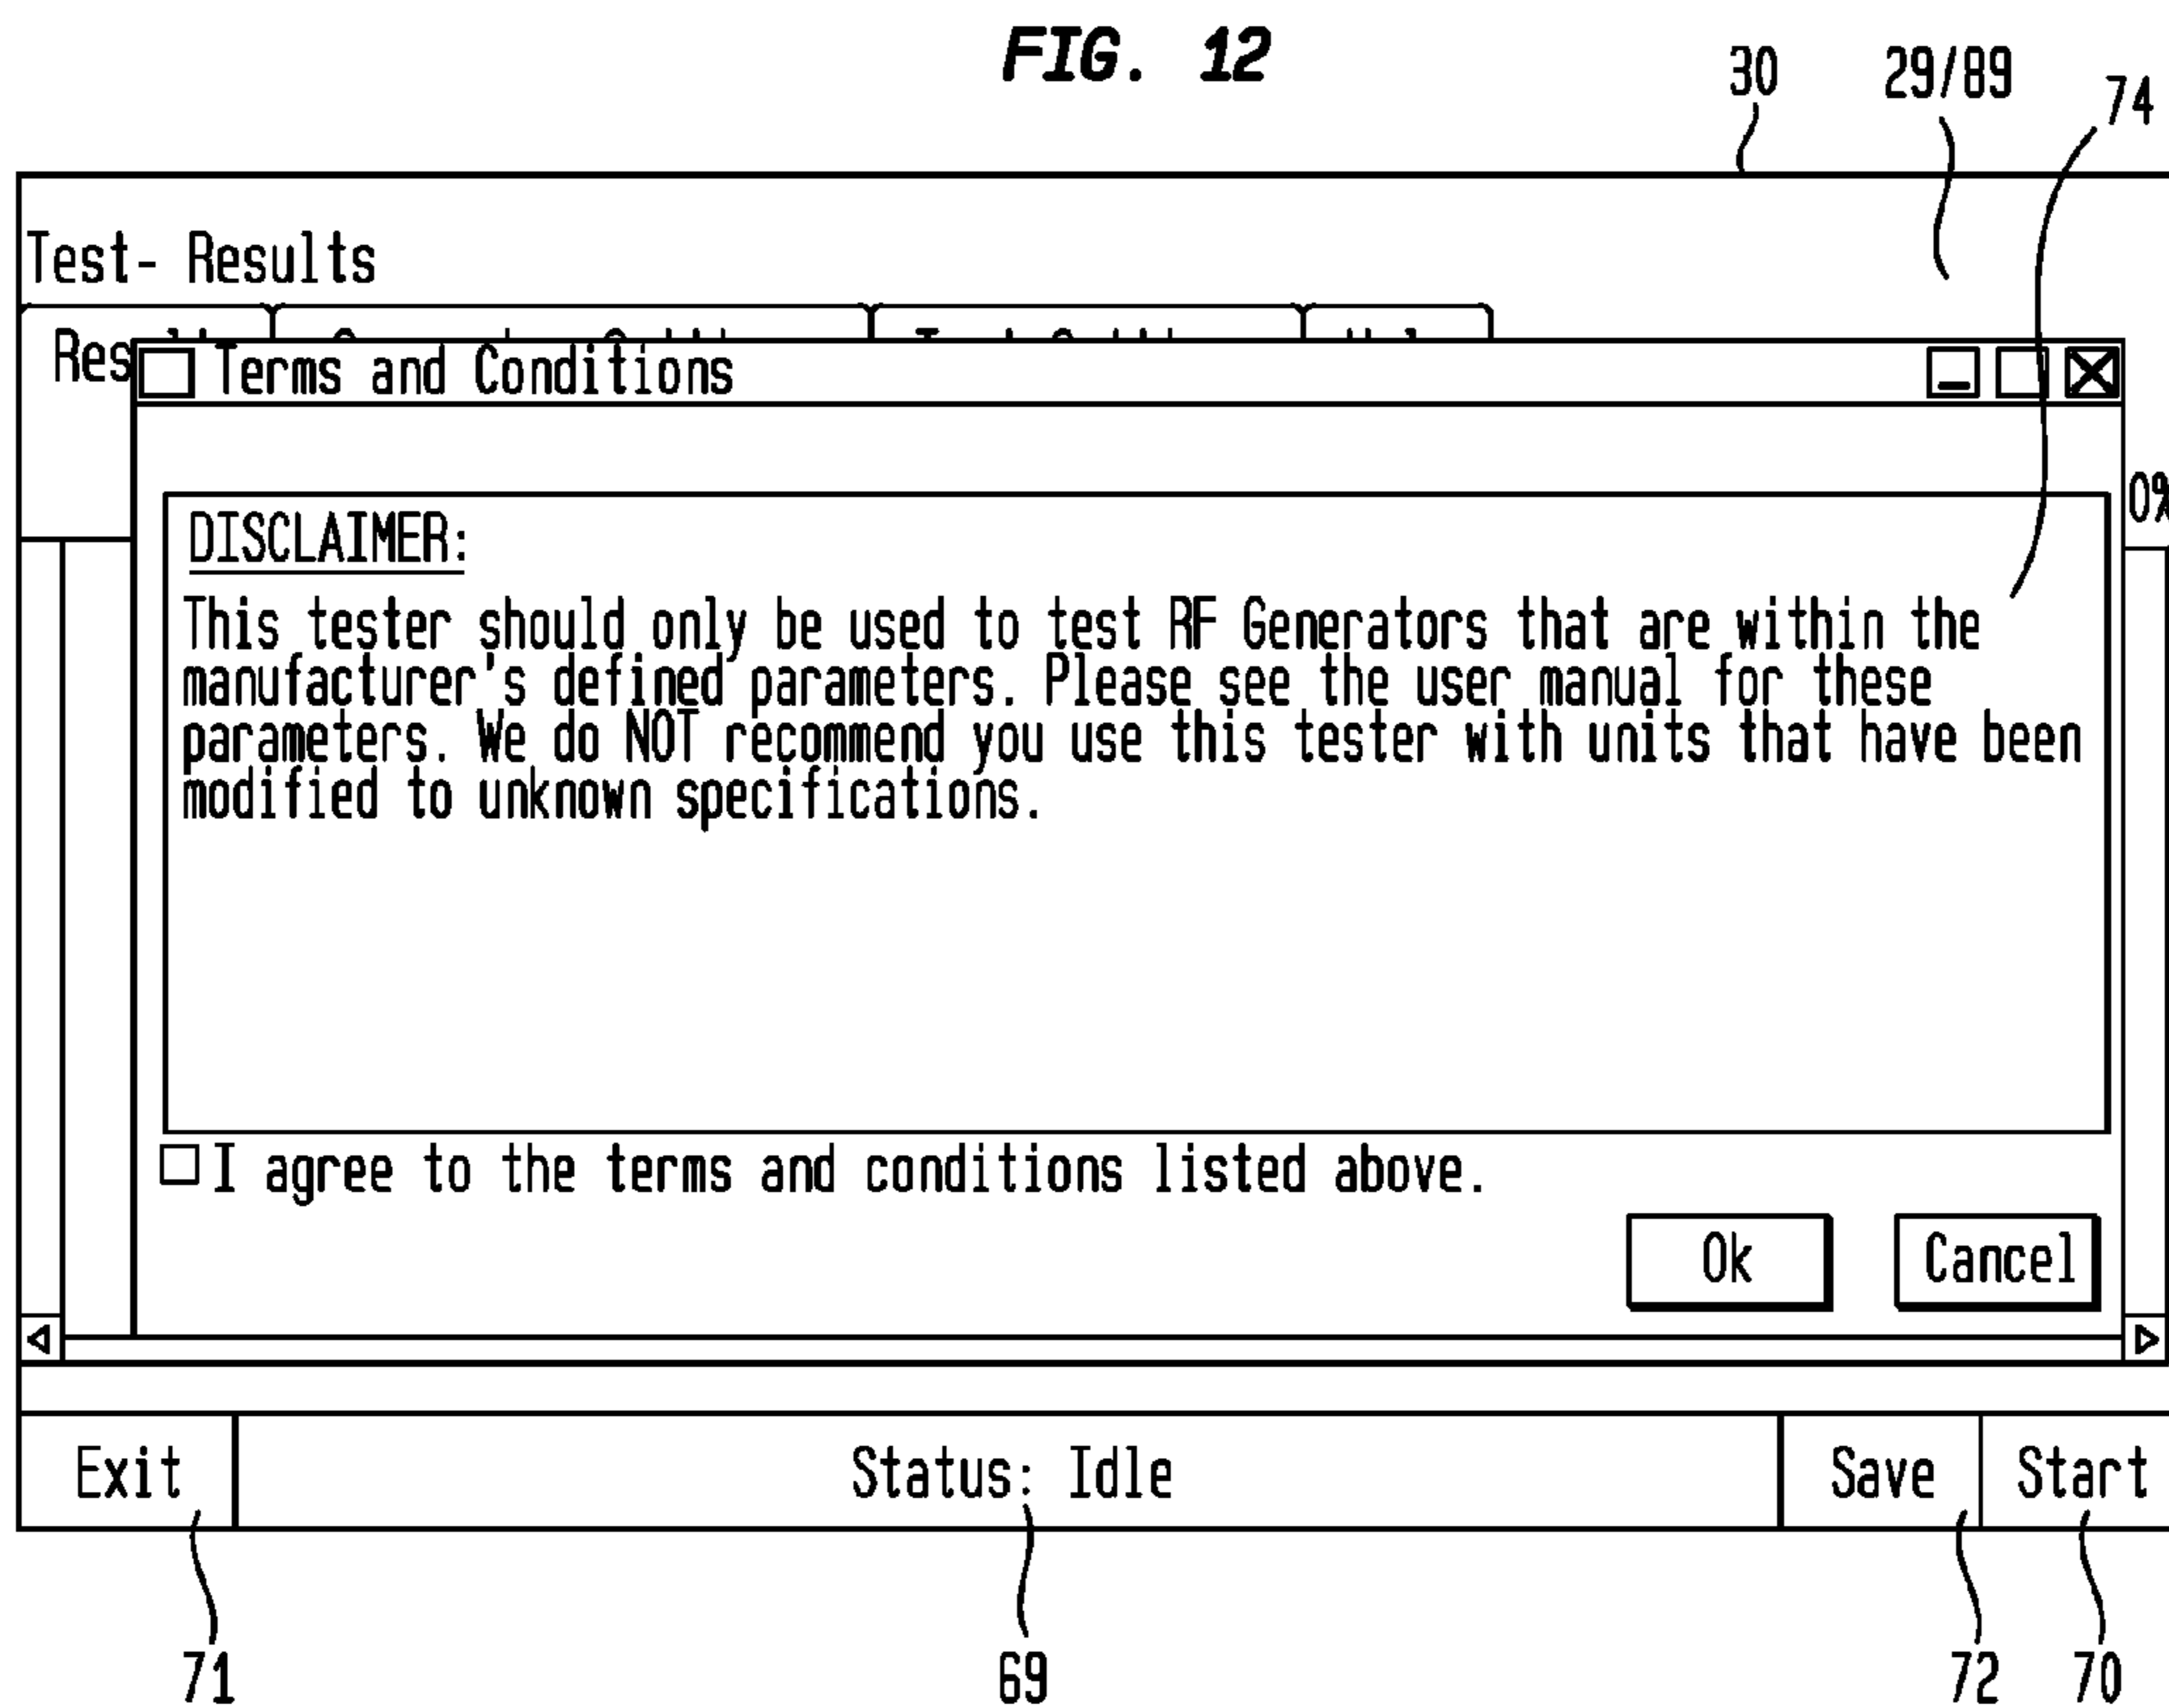 FIG. 12
30
29/89
74
Test- Results
Res
Terms and Conditions
0%
DISCLAIMER:
This tester should only be used to test RF Generators that are within the
manufacturer's defined parameters. Please see the user manual for these
parameters. We do NOT recommend you use this tester with units that have been
modified to unknown specifications.
I agree to the terms and conditions listed above.
Ok
Cancel
Exit
Status: Idle
Save
Start
71
69
72
70